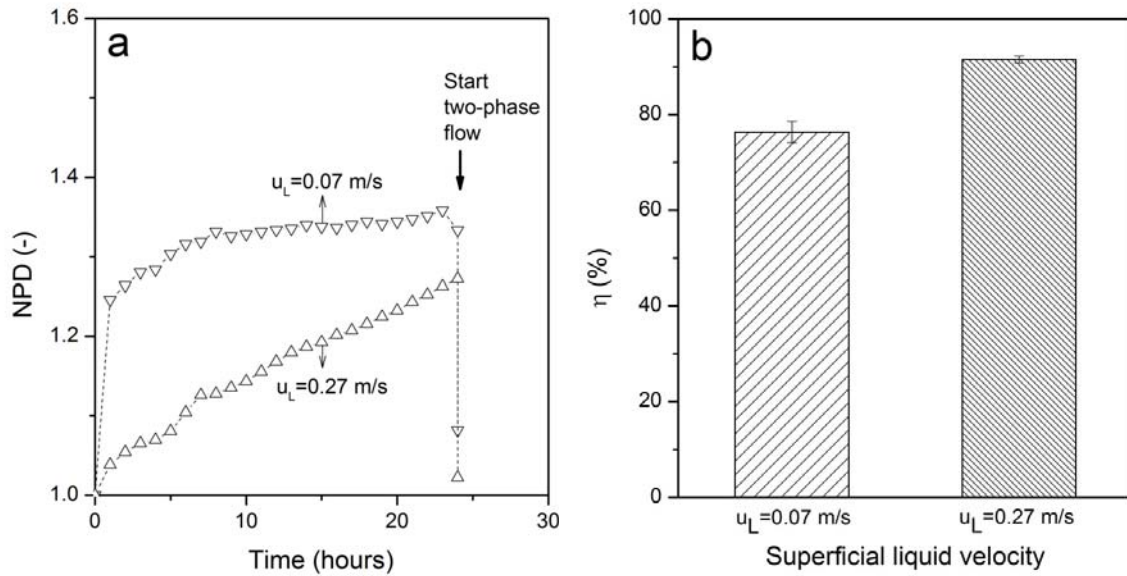 a
1.6
1.4
1.2
1.0
NPD (-)
Start
two-phase
flow
u_L=0.07 m/s
u_L=0.27 m/s
0
10
20
30
Time (hours)
b
100
80
60
40
20
0
η (%)
u_L=0.07 m/s
u_L=0.27 m/s
Superficial liquid velocity